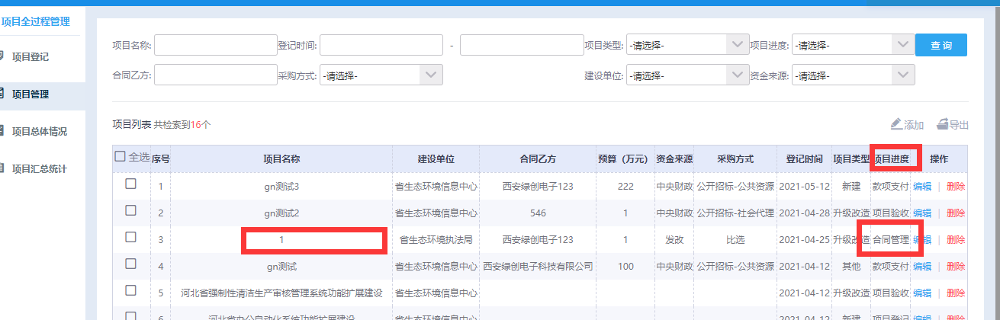 项目全过程管理
项目登记
项目管理
项目总体情况
项目汇总统计
项目名称: 登记时间: - 项目类型: -请选择- 项目进度: -请选择- 查 询
合同乙方: 采购方式: -请选择- 建设单位: -请选择- 资金来源: -请选择-
项目列表 共检索到16个 添加 导出
全选 序号 项目名称 建设单位 合同乙方 预算（万元） 资金来源 采购方式 登记时间 项目类型 项目进度 操作
1 gn测试3 省生态环境信息中心 西安绿创电子123 222 中央财政 公开招标-公共资源 2021-05-12 新建 款项支付 编辑 | 删除
2 gn测试2 省生态环境信息中心 546 1 中央财政 公开招标-社会代理 2021-04-28 升级改造 项目验收 编辑 | 删除
3 1 省生态环境执法局 西安绿创电子123 1 发改 比选 2021-04-25 升级改造 合同管理 编辑 | 删除
4 gn测试 省生态环境信息中心 西安绿创电子科技有限公司 100 中央财政 公开招标-公共资源 2021-04-12 其他 款项支付 编辑 | 删除
5 河北省强制性清洁生产审核管理系统功能扩展建设 省生态环境信息中心 2021-04-12 升级改造 项目验收 编辑 | 删除
6 河北省办公自动化系统功能扩展建设 省生态环境信息中心 2021-04-12 新建 项目登记 编辑 | 删除